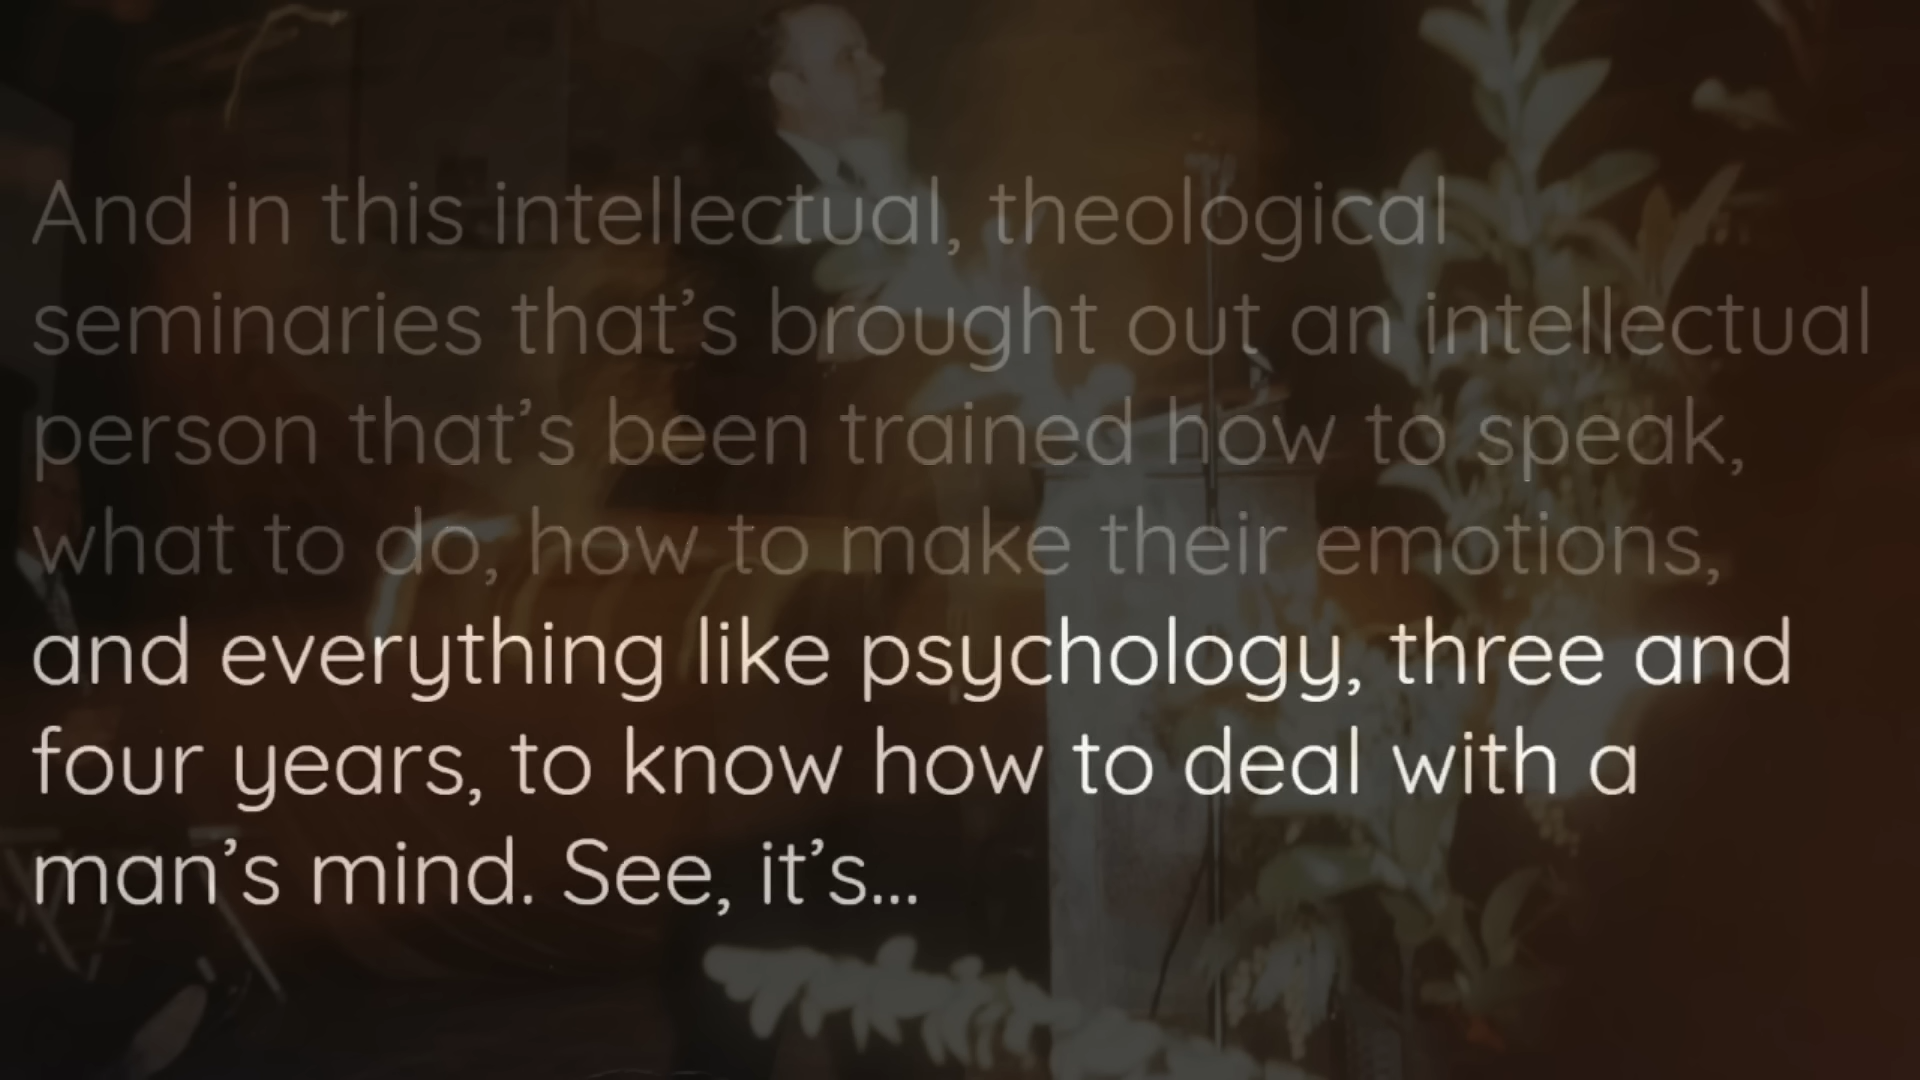 And in this intellectual, theological
seminaries that’s brought out an intellectual
person that’s been trained how to speak,
what to do, how to make their emotions,
and everything like psychology, three and
four years, to know how to deal with a
man’s mind. See, it’s...